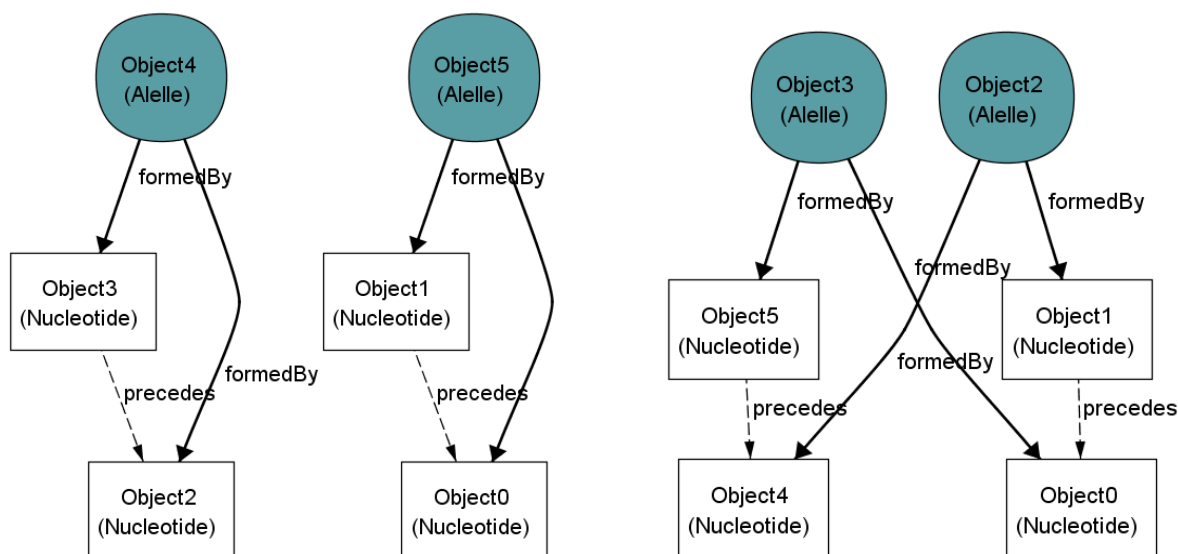 Object4
(Alelle)
Object5
(Alelle)
Object3
(Alelle)
Object2
(Alelle)
formedBy
formedBy
formedBy
formedBy
Object3
(Nucleotide)
Object1
(Nucleotide)
formedBy
Object5
(Nucleotide)
Object1
(Nucleotide)
formedBy
formedBy
precedes
precedes
precedes
precedes
Object2
(Nucleotide)
Object0
(Nucleotide)
Object4
(Nucleotide)
Object0
(Nucleotide)